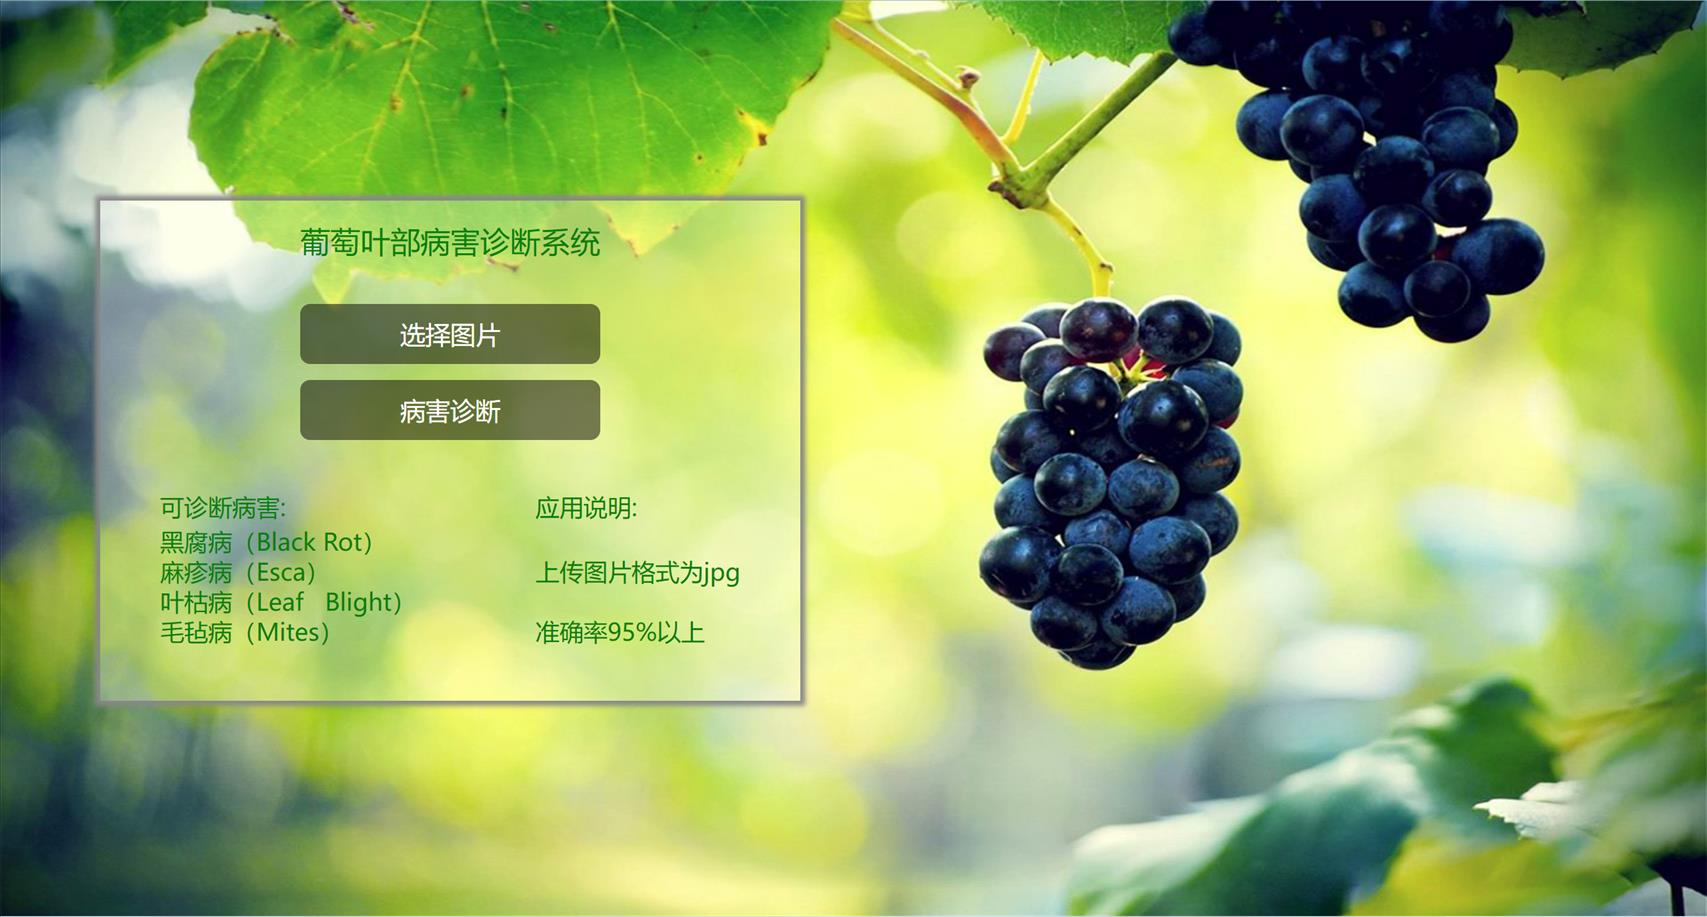 葡萄叶部病害诊断系统
选择图片
病害诊断
可诊断病害:
黑腐病（Black Rot）
麻疹病（Esca）
叶枯病（Leaf Blight）
毛毡病（Mites）
应用说明:
上传图片格式为jpg
准确率95%以上